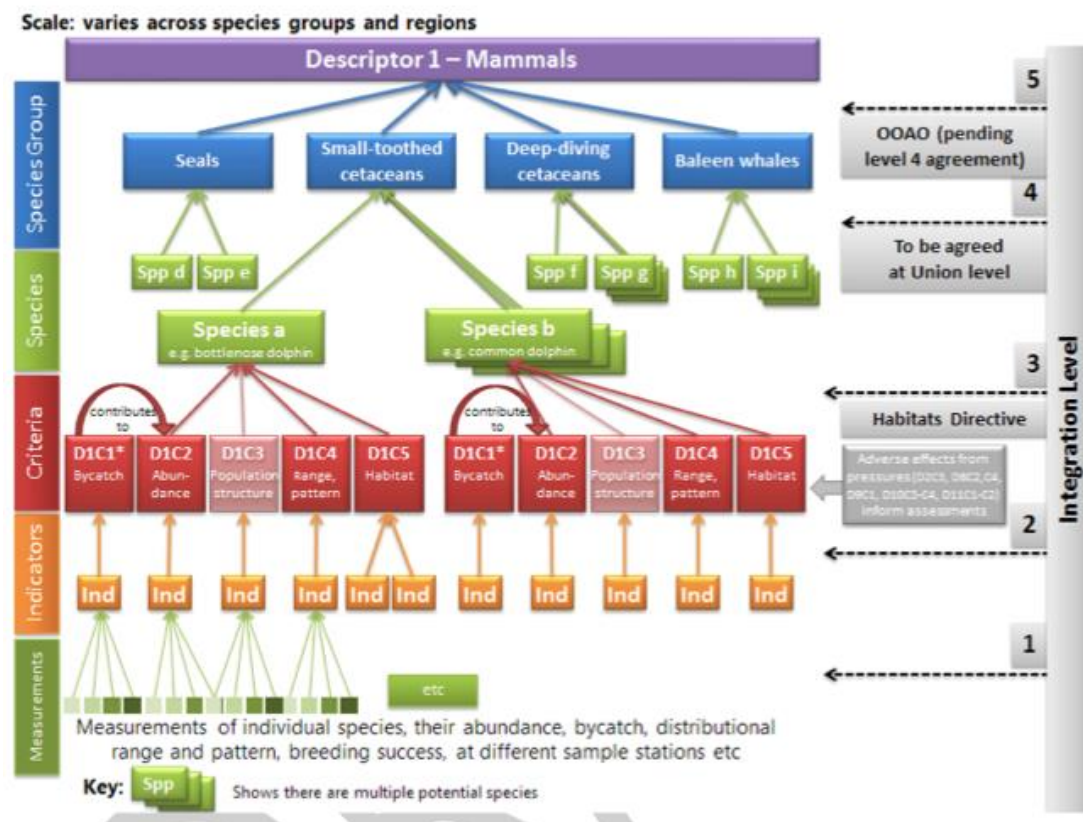 Scale: varies across species groups and regions
Descriptor 1 – Mammals
Species Group
Seals
Small-toothed
cetaceans
Deep-diving
cetaceans
Baleen whales
Species
Spp d
Spp e
Spp f
Spp g
Spp h
Spp i
Species a
e.g. bottlenose dolphin
Species b
e.g. common dolphin
Criteria
contributes
to
D1C1*
Bycatch
D1C2
Abun-
dance
D1C3
Population
structure
D1C4
Range,
pattern
D1C5
Habitat
contributes
to
D1C1*
Bycatch
D1C2
Abun-
dance
D1C3
Population
structure
D1C4
Range,
pattern
D1C5
Habitat
Indicators
Ind
Ind
Ind
Ind
Ind
Ind
Ind
Ind
Ind
Ind
Ind
Measurements
etc
Measurements of individual species, their abundance, bycatch, distributional
range and pattern, breeding success, at different sample stations etc
Key:
Spp
Shows there are multiple potential species
Integration Level
5
OOAO (pending
level 4 agreement)
4
To be agreed
at Union level
3
Habitats Directive
Adverse effects from
pressures
inform assessments
2
1